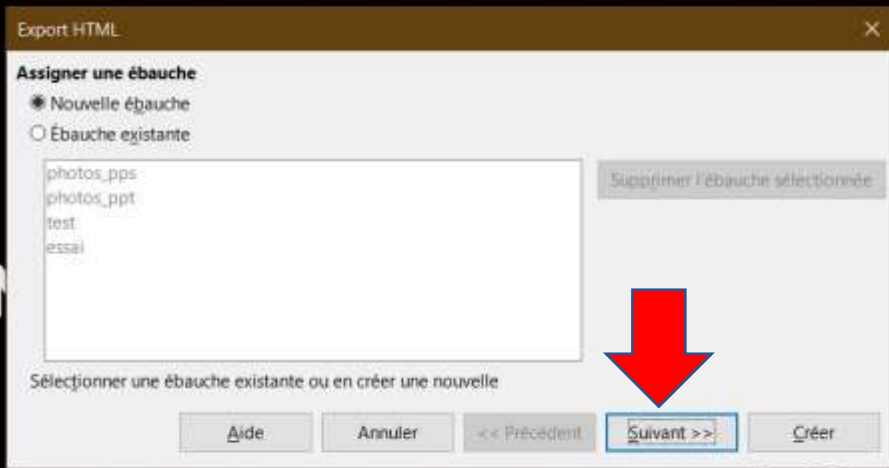 Export HTML
Assigner une ébauche
Nouvelle ébauche
Ébauche existante
photos_pps
photos_ppt
test
essai
Supprimer l'ébauche sélectionnée
Sélectionner une ébauche existante ou en créer une nouvelle
Aide
Annuler
<< Précédent
Suivant >>
Créer